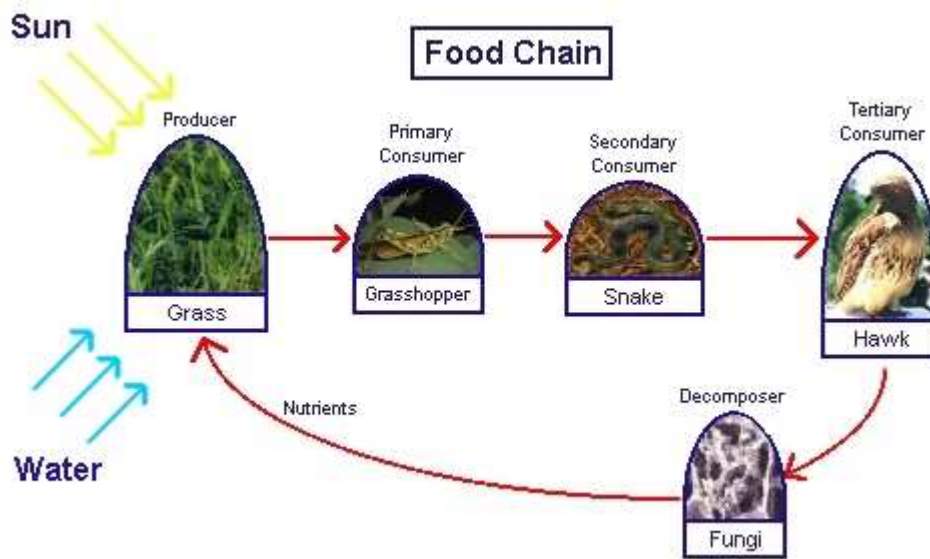 Sun
Food Chain
Producer
Primary
Consumer
Secondary
Consumer
Tertiary
Consumer
Grass
Grasshopper
Snake
Hawk
Nutrients
Decomposer
Water
Fungi